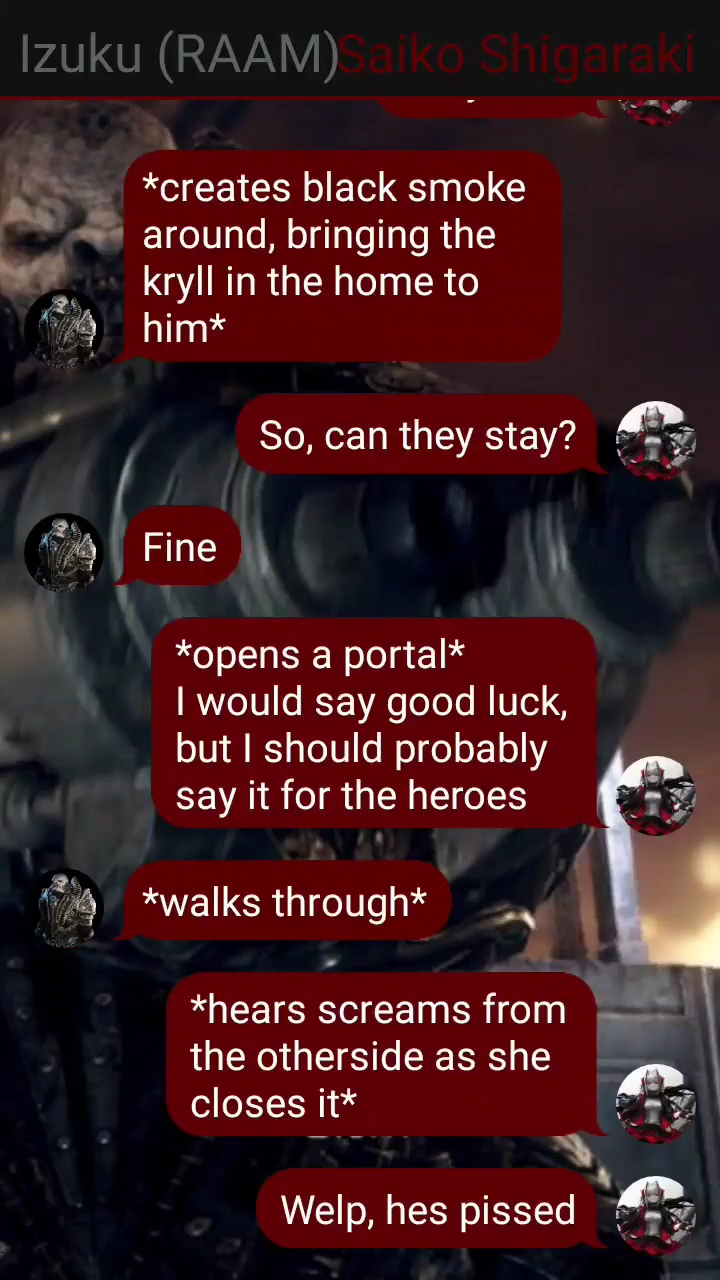 Izuku (RAAM) Saiko Shigaraki
*creates black smoke
around, bringing the
kryll in the home to
him*
So, can they stay?
Fine
*opens a portal*
I would say good luck,
but I should probably
say it for the heroes
*walks through*
*hears screams from
the otherside as she
closes it*
Welp, hes pissed